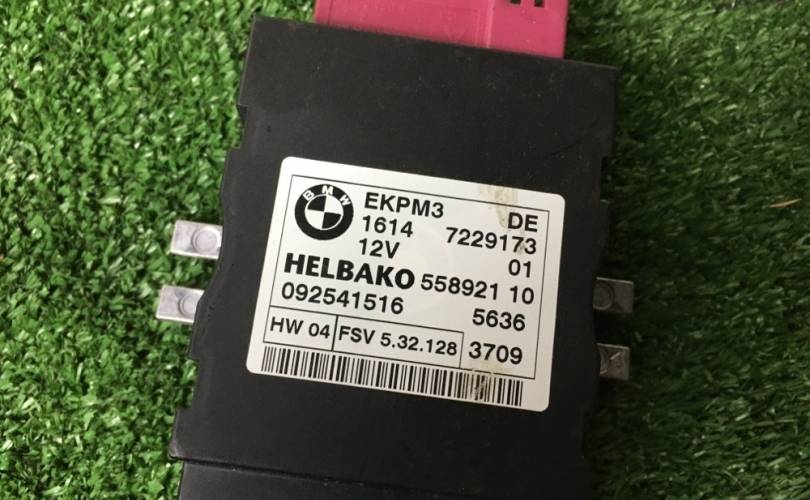 BMW
EKPM3 DE
1614 7229173
12V 01
HELBAKO 558921 10
092541516 5636
HW 04 FSV 5.32.128 3709